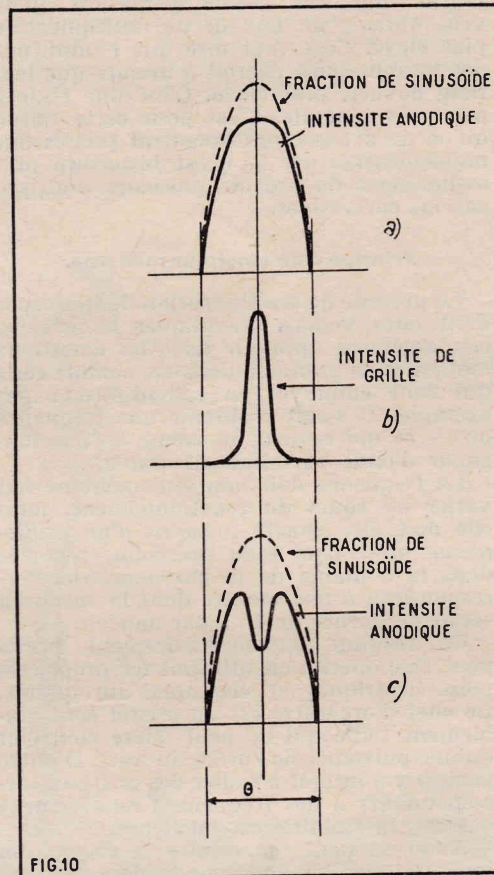 FRACTION DE SINUSOÏDE
INTENSITE ANODIQUE
a)
INTENSITE DE
GRILLE
b)
FRACTION DE
SINUSOÏDE
INTENSITE
ANODIQUE
c)
θ
FIG.10